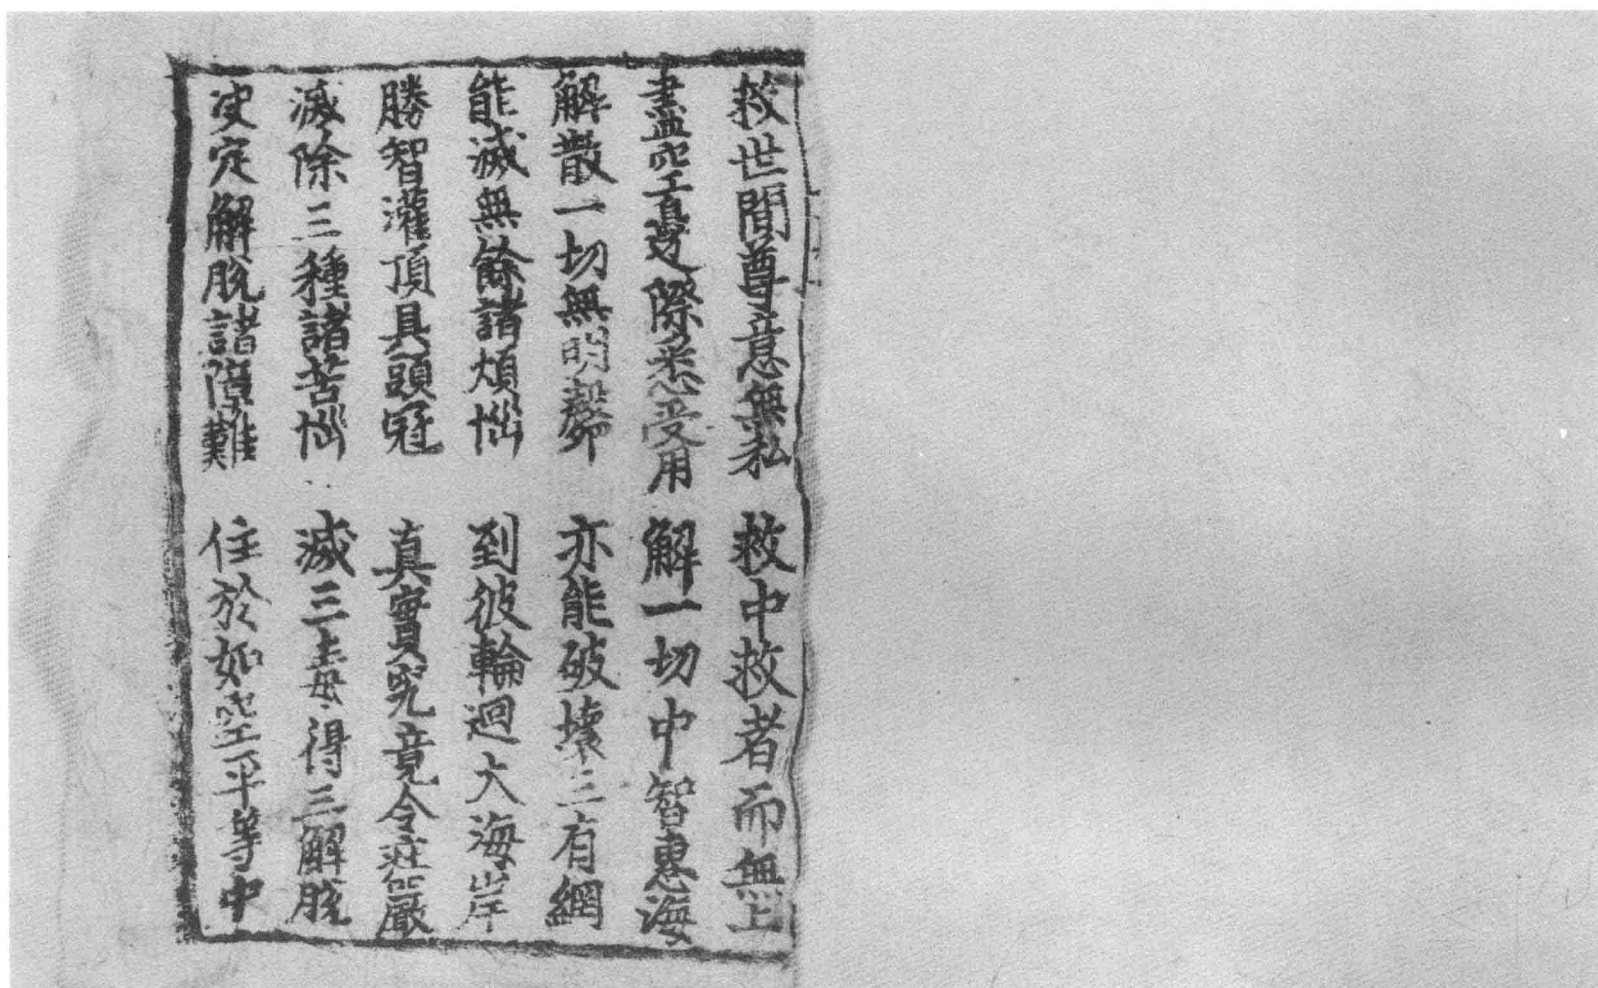 救世間尊意無私　救中救者而無上
盡空邊際悉受用　解一切中智惠海
解散一切無明㲉　亦能破壞三有網
能滅無餘諸煩惱　到彼輪迴大海岸
勝智灌頂具頭冠　真實究竟令莊嚴
滅除三種諸苦惱　滅三毒得三解脫
决定解脫諸障難　住於如空平等中